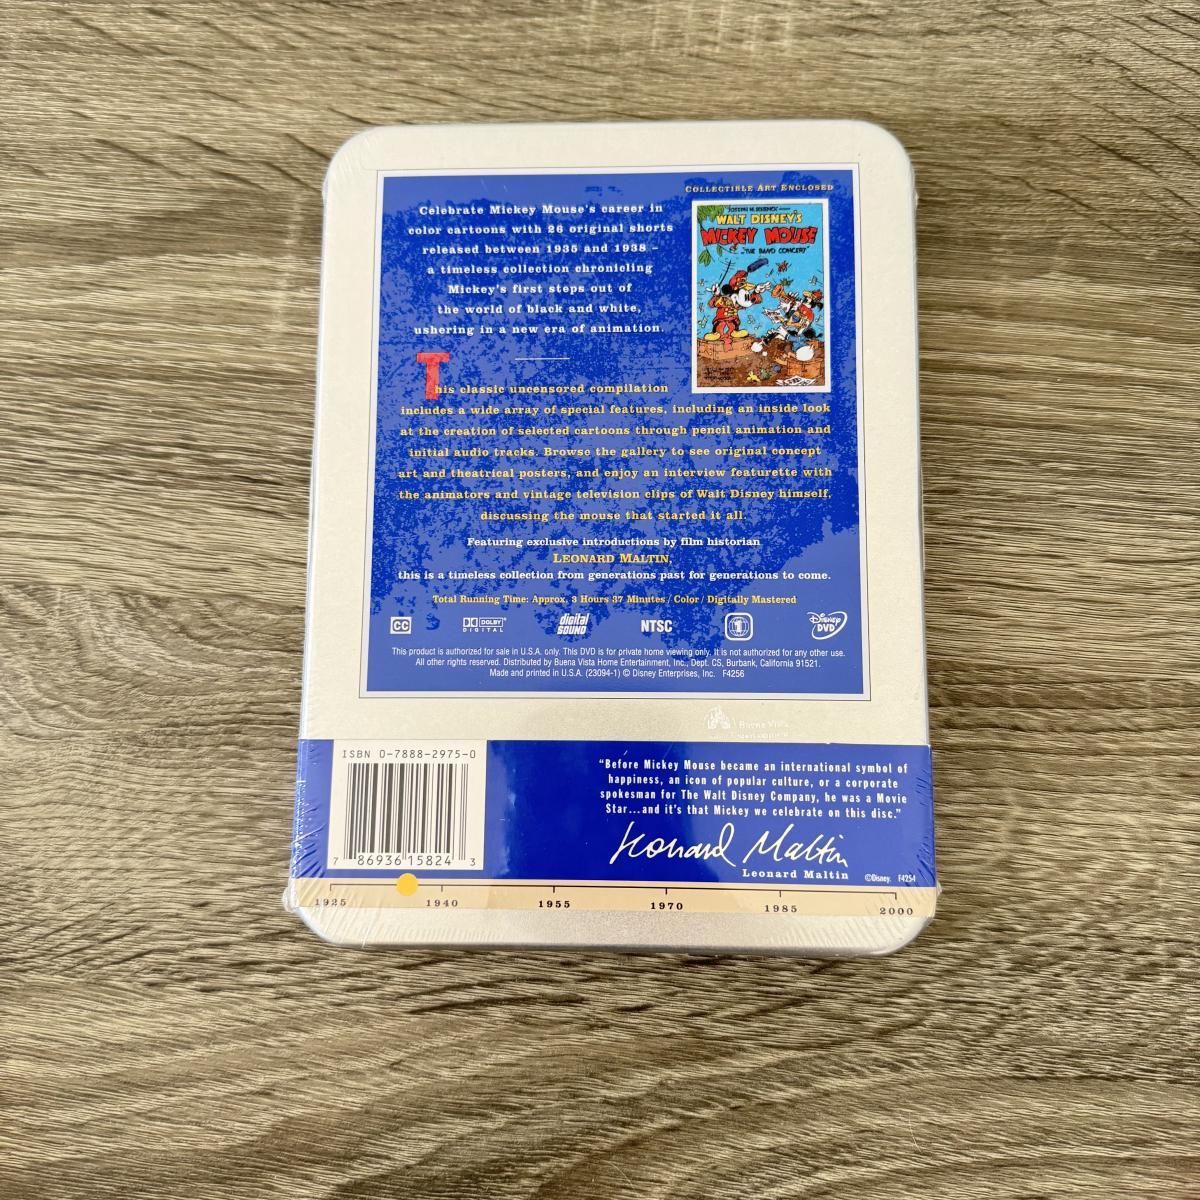 COLLECTIBLE ART ENCLOSED
Celebrate Mickey Mouse's career in
color cartoons with 26 original shorts
released between 1935 and 1938 –
a timeless collection chronicling
Mickey's first steps out of
the world of black and white,
ushering in a new era of animation.
WALT DISNEY'S
MICKEY MOUSE
"THE BAND CONCERT"
This classic uncensored compilation
includes a wide array of special features, including an inside look
at the creation of selected cartoons through pencil animation and
initial audio tracks. Browse the gallery to see original concept
art and theatrical posters, and enjoy an interview featurette with
the animators and vintage television clips of Walt Disney himself,
discussing the mouse that started it all.
Featuring exclusive introductions by film historian
LEONARD MALTIN,
this is a timeless collection from generations past for generations to come.
Total Running Time: Approx. 3 Hours 37 Minutes / Color / Digitally Mastered
CC DOLBY DIGITAL digital SOUND NTSC 1 Disney DVD
This product is authorized for sale in U.S.A. only. This DVD is for private home viewing only. It is not authorized for any other use.
All other rights reserved. Distributed by Buena Vista Home Entertainment, Inc., Dept. CS, Burbank, California 91521.
Made and printed in U.S.A. (23094-1) © Disney Enterprises, Inc. F4256
Buena Vista
ISBN 0-7888-2975-0
7 86936 15824 3
"Before Mickey Mouse became an international symbol of
happiness, an icon of popular culture, or a corporate
spokesman for The Walt Disney Company, he was a Movie
Star...and it's that Mickey we celebrate on this disc."
Leonard Maltin
Leonard Maltin
©Disney. F4254
1925 1940 1955 1970 1985 2000